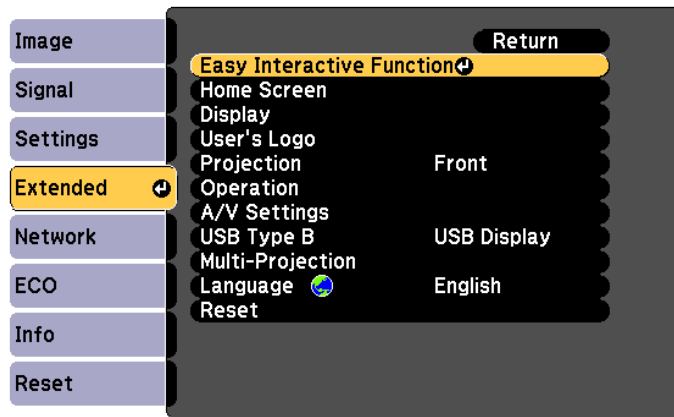 Image
Signal
Settings
Extended
Network
ECO
Info
Reset
Return
Easy Interactive Function
Home Screen
Display
User's Logo
Projection Front
Operation
A/V Settings
USB Type B USB Display
Multi-Projection
Language English
Reset